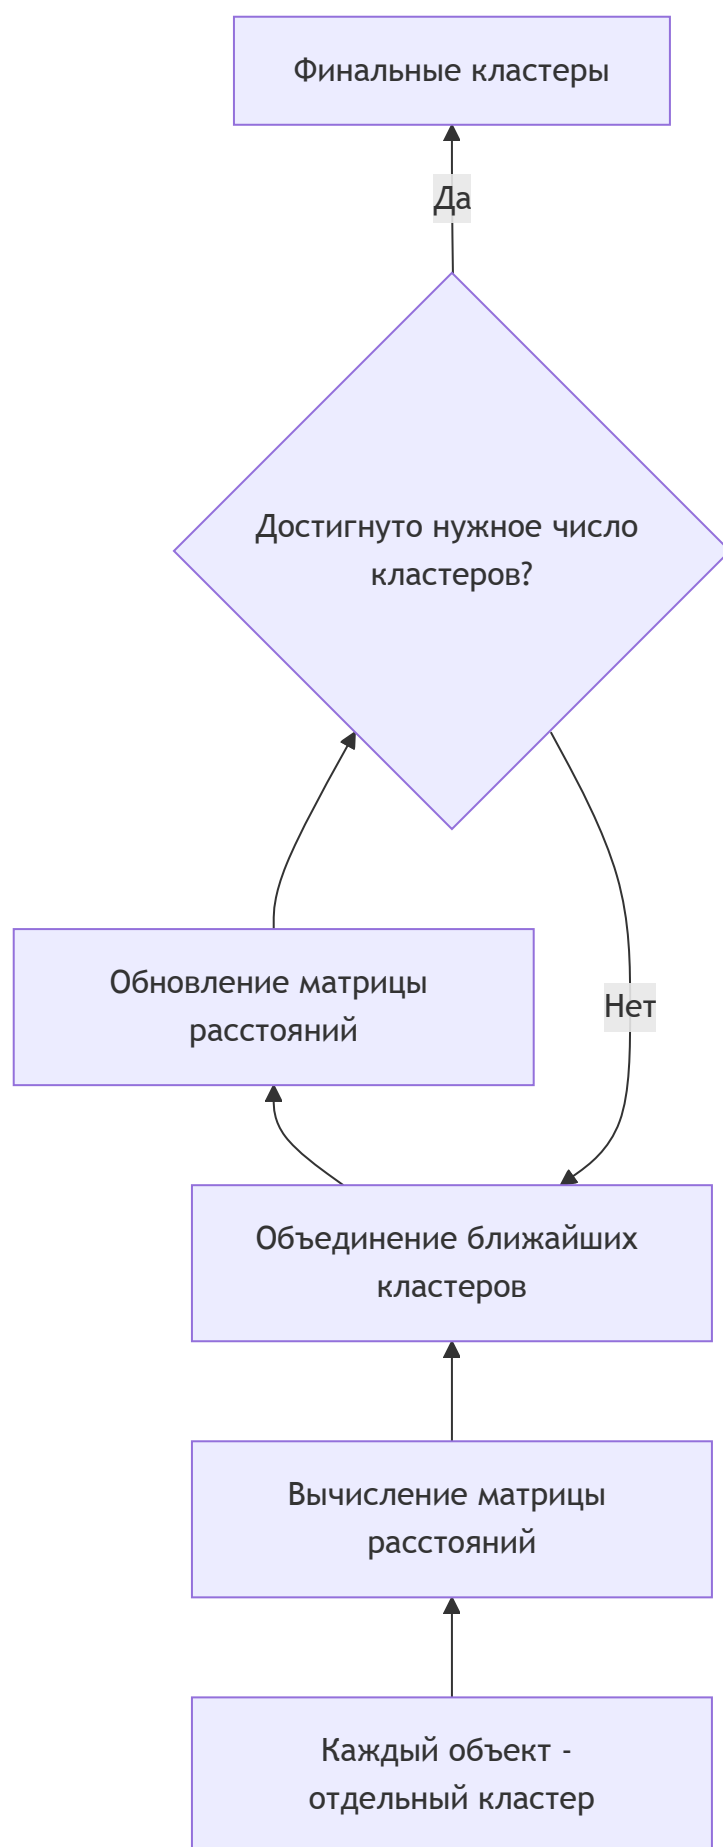 Финальные кластеры
Да
Достигнуто нужное число
кластеров?
Обновление матрицы
расстояний
Нет
Объединение ближайших
кластеров
Вычисление матрицы
расстояний
Каждый объект -
отдельный кластер